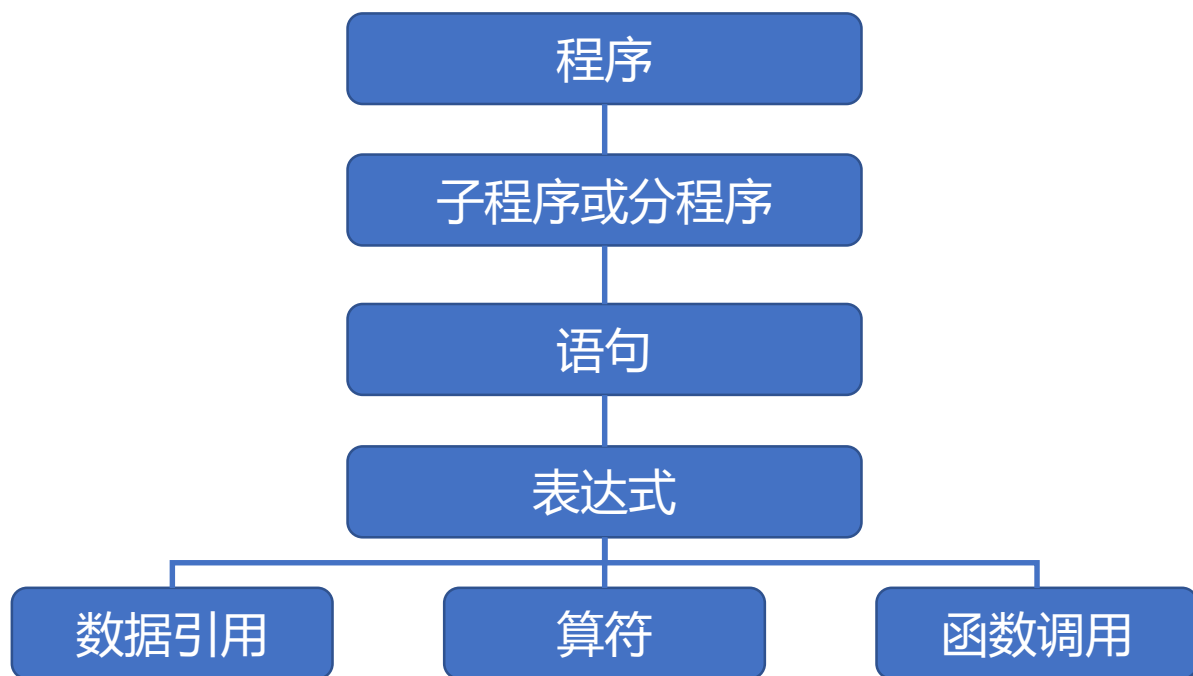 程序
子程序或分程序
语句
表达式
数据引用
算符
函数调用